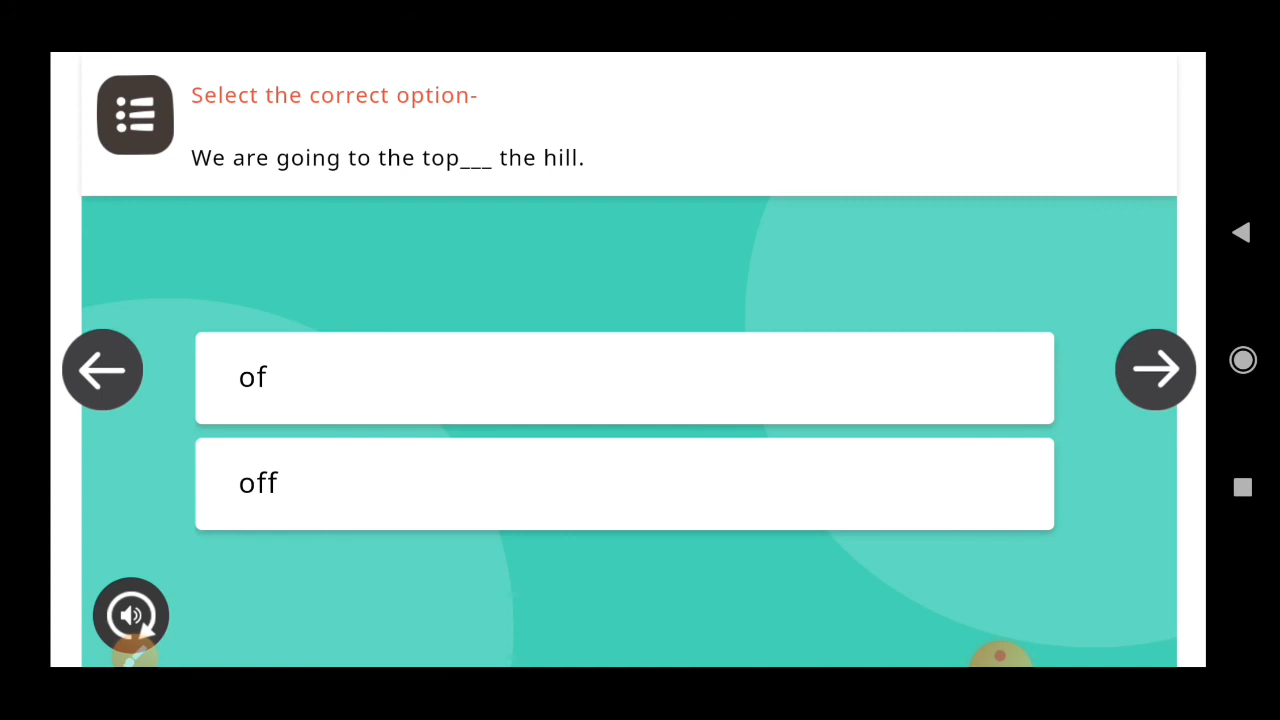 Select the correct option-
We are going to the top___ the hill.
of
off